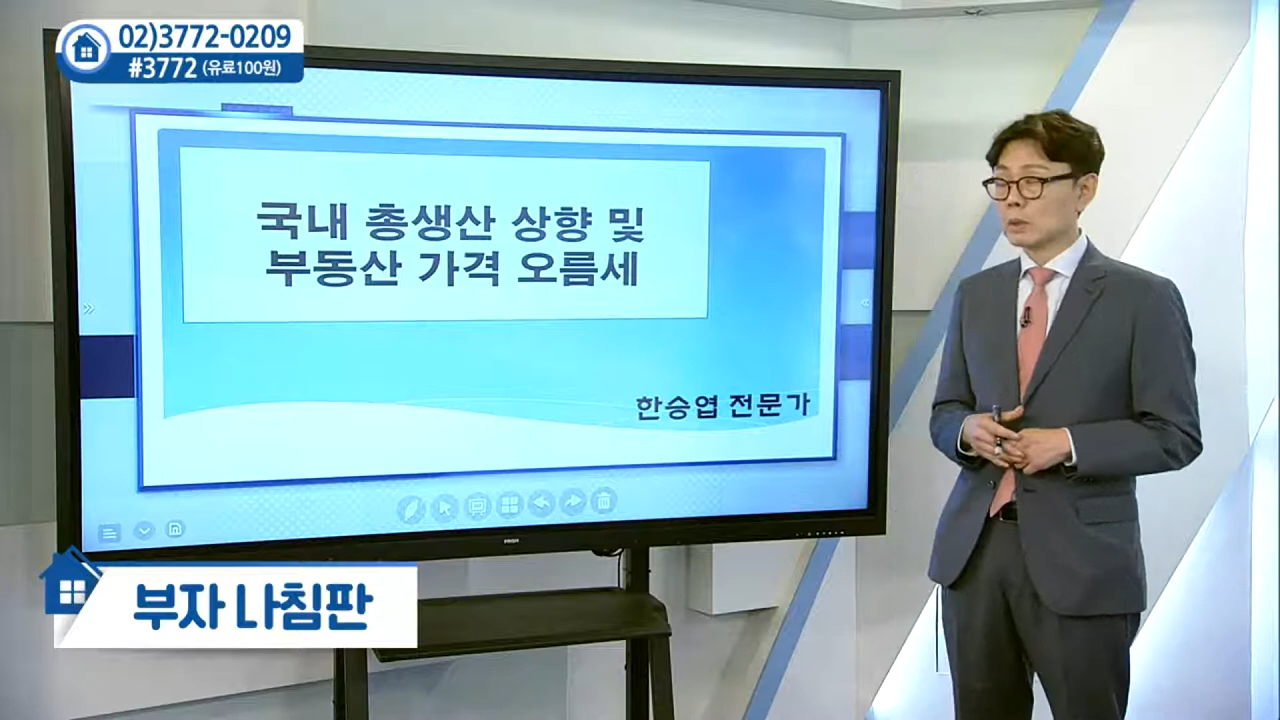 02)3772-0209
#3772 (유료100원)
국내 총생산 상향 및
부동산 가격 오름세
한승엽 전문가
부자 나침판